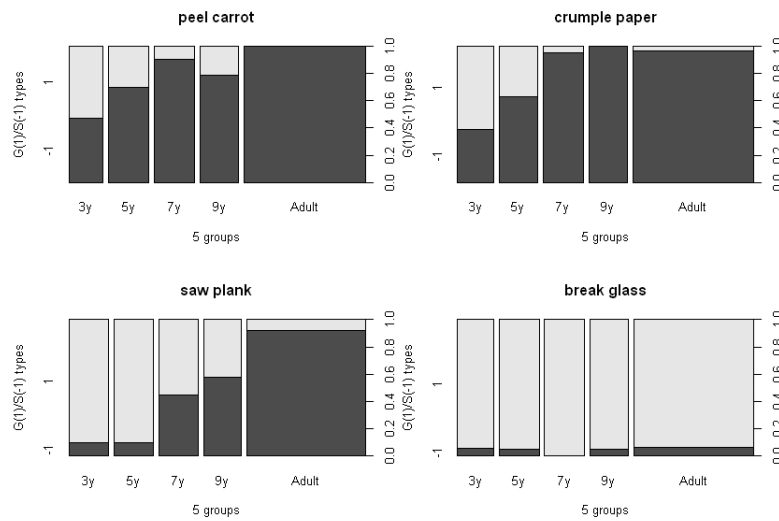 peel carrot
G(1)/S(-1) types
1
-1
0.0 0.2 0.4 0.6 0.8 1.0
3y 5y 7y 9y Adult
5 groups
crumple paper
G(1)/S(-1) types
1
-1
0.0 0.2 0.4 0.6 0.8 1.0
3y 5y 7y 9y Adult
5 groups
saw plank
G(1)/S(-1) types
1
-1
0.0 0.2 0.4 0.6 0.8 1.0
3y 5y 7y 9y Adult
5 groups
break glass
G(1)/S(-1) types
1
-1
0.0 0.2 0.4 0.6 0.8 1.0
3y 5y 7y 9y Adult
5 groups